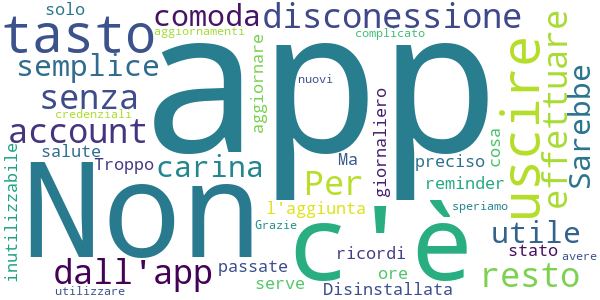 solo
tasto
semplice
senza
account
salute
Troppo
carina
comoda
disconessione
aggiornamenti
credenziali
complicato
nuovi
aggiornare
app
Non
c'è
dall'app
passate
utilizzare
inutilizzabile
serve
Grazie
l'aggiunta
Per
Ma
giornaliero
preciso
reminder
ricordi
ore
Disinstallata
speriamo
cosa
uscire
effettuare
Sarebbe
utile
stato
avere
resto